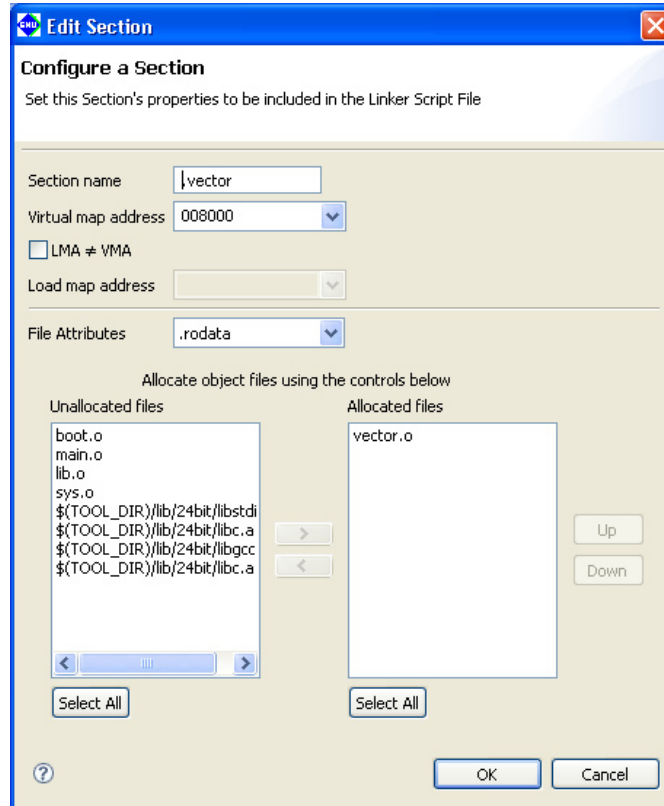 GNU Edit Section
Configure a Section
Set this Section's properties to be included in the Linker Script File
Section name .vector
Virtual map address 008000
LMA ≠ VMA
Load map address
File Attributes .rodata
Allocate object files using the controls below
Unallocated files
boot.o
main.o
lib.o
sys.o
$(TOOL_DIR)/lib/24bit/libstdi
$(TOOL_DIR)/lib/24bit/libc.a
$(TOOL_DIR)/lib/24bit/libgcc
$(TOOL_DIR)/lib/24bit/libc.a
Select All
>
<
Allocated files
vector.o
Select All
Up
Down
?
OK Cancel